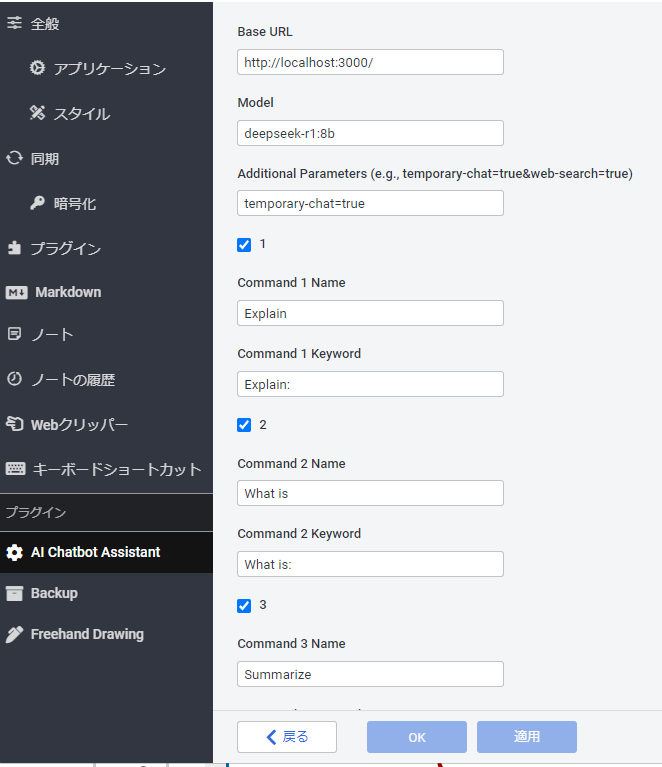 全般
アプリケーション
スタイル
同期
暗号化
プラグイン
Markdown
ノート
ノートの履歴
Webクリッパー
キーボードショートカット
プラグイン
AI Chatbot Assistant
Backup
Freehand Drawing
Base URL
http://localhost:3000/
Model
deepseek-r1:8b
Additional Parameters (e.g., temporary-chat=true&web-search=true)
temporary-chat=true
1
Command 1 Name
Explain
Command 1 Keyword
Explain:
2
Command 2 Name
What is
Command 2 Keyword
What is:
3
Command 3 Name
Summarize
戻る
OK
適用